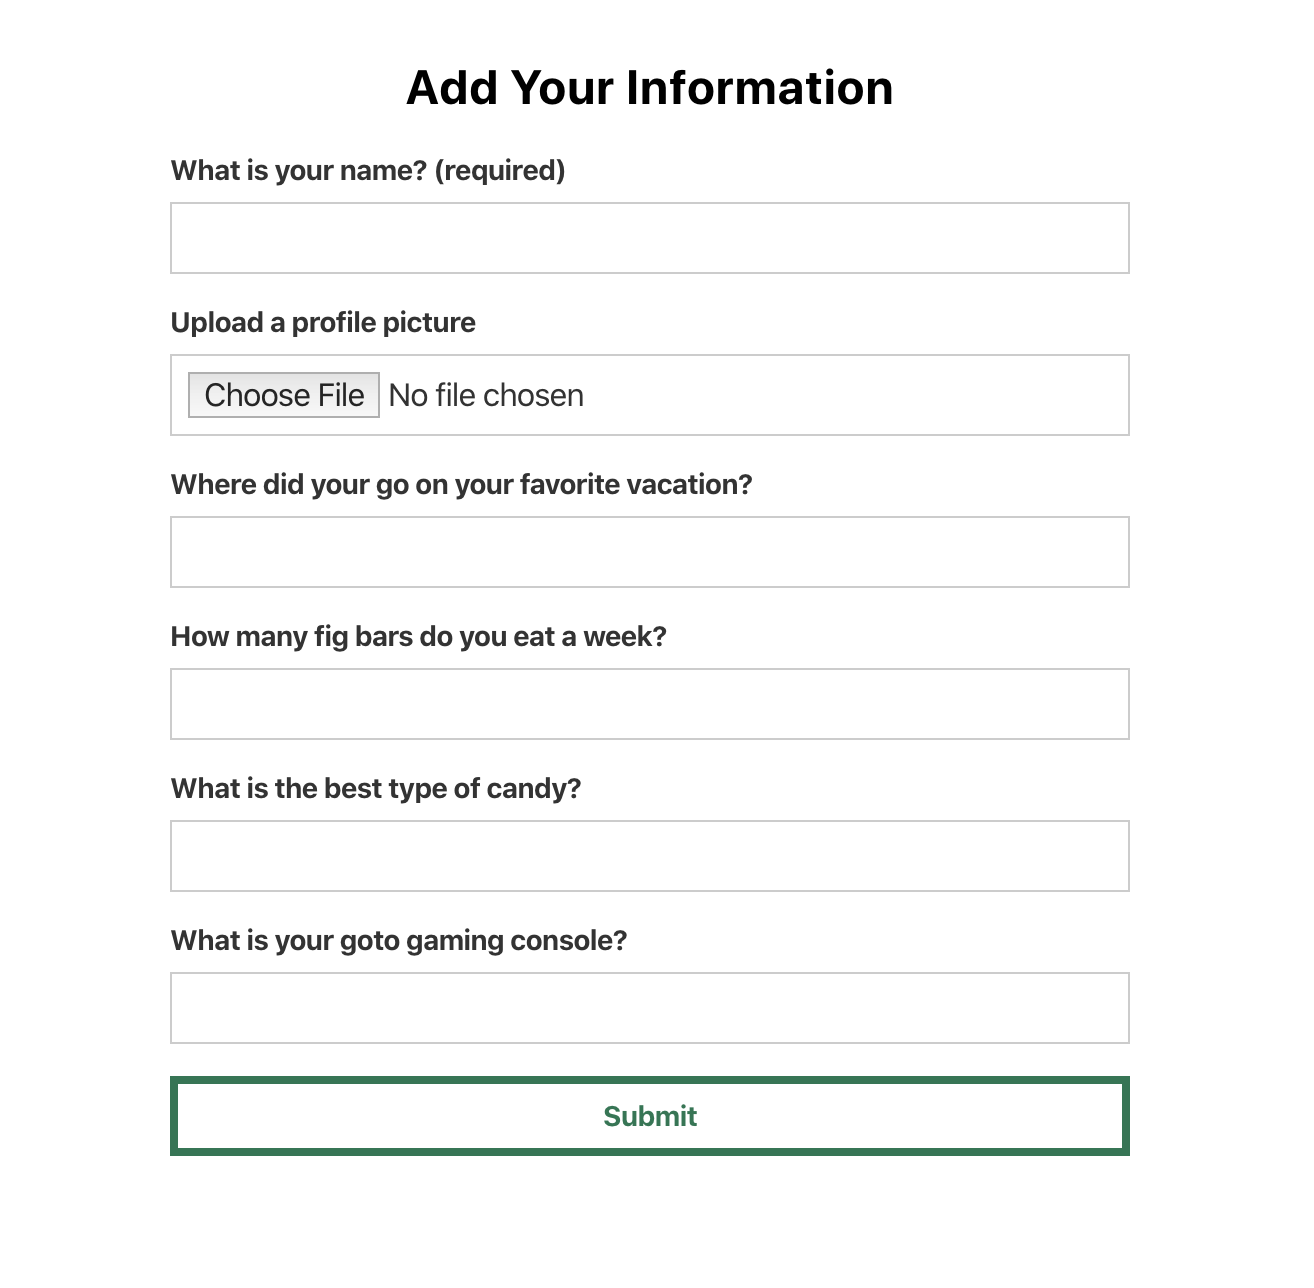 Add Your Information
What is your name? (required)
Upload a profile picture
Choose File No file chosen
Where did your go on your favorite vacation?
How many fig bars do you eat a week?
What is the best type of candy?
What is your goto gaming console?
Submit